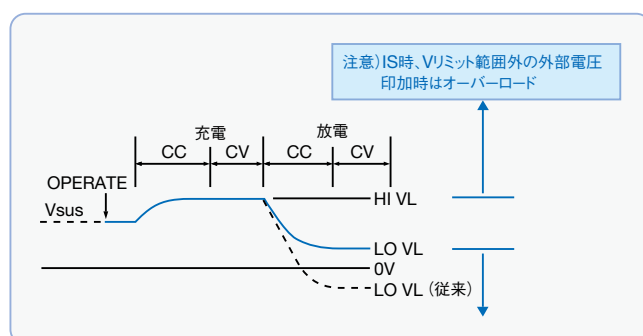 注意)IS時、Vリミット範囲外の外部電圧
印加時はオーバーロード
充電
放電
CC
CV
CC
CV
OPERATE
Vsus
HI VL
LO VL
0V
LO VL (従来)